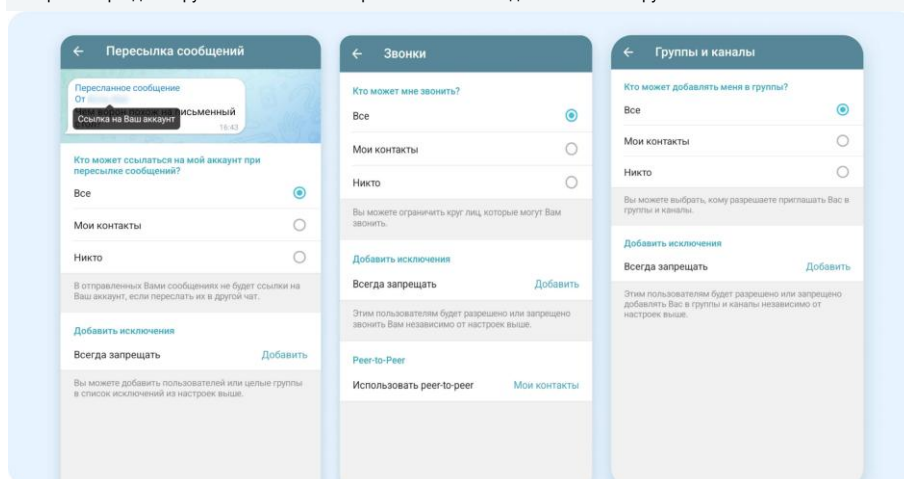 Пересылка сообщений
Пересланное сообщение
От
письменный
Ссылка на Ваш аккаунт
16:43
Кто может ссылаться на мой аккаунт при
пересылке сообщений?
Все
Мои контакты
Никто
В отправленных Вами сообщениях не будет ссылки на
Ваш аккаунт, если переслать их в другой чат.
Добавить исключения
Всегда запрещать Добавить
Вы можете добавить пользователей или целые группы
в список исключений из настроек выше.
Звонки
Кто может мне звонить?
Все
Мои контакты
Никто
Вы можете ограничить круг лиц, которые могут Вам
звонить.
Добавить исключения
Всегда запрещать Добавить
Этим пользователям будет разрешено или запрещено
звонить Вам независимо от настроек выше.
Peer-to-Peer
Использовать peer-to-peer Мои контакты
Группы и каналы
Кто может добавлять меня в группы?
Все
Мои контакты
Никто
Вы можете выбрать, кому разрешаете приглашать Вас в
группы и каналы.
Добавить исключения
Всегда запрещать Добавить
Этим пользователям будет разрешено или запрещено
добавлять Вас в группы и каналы независимо от
настроек выше.